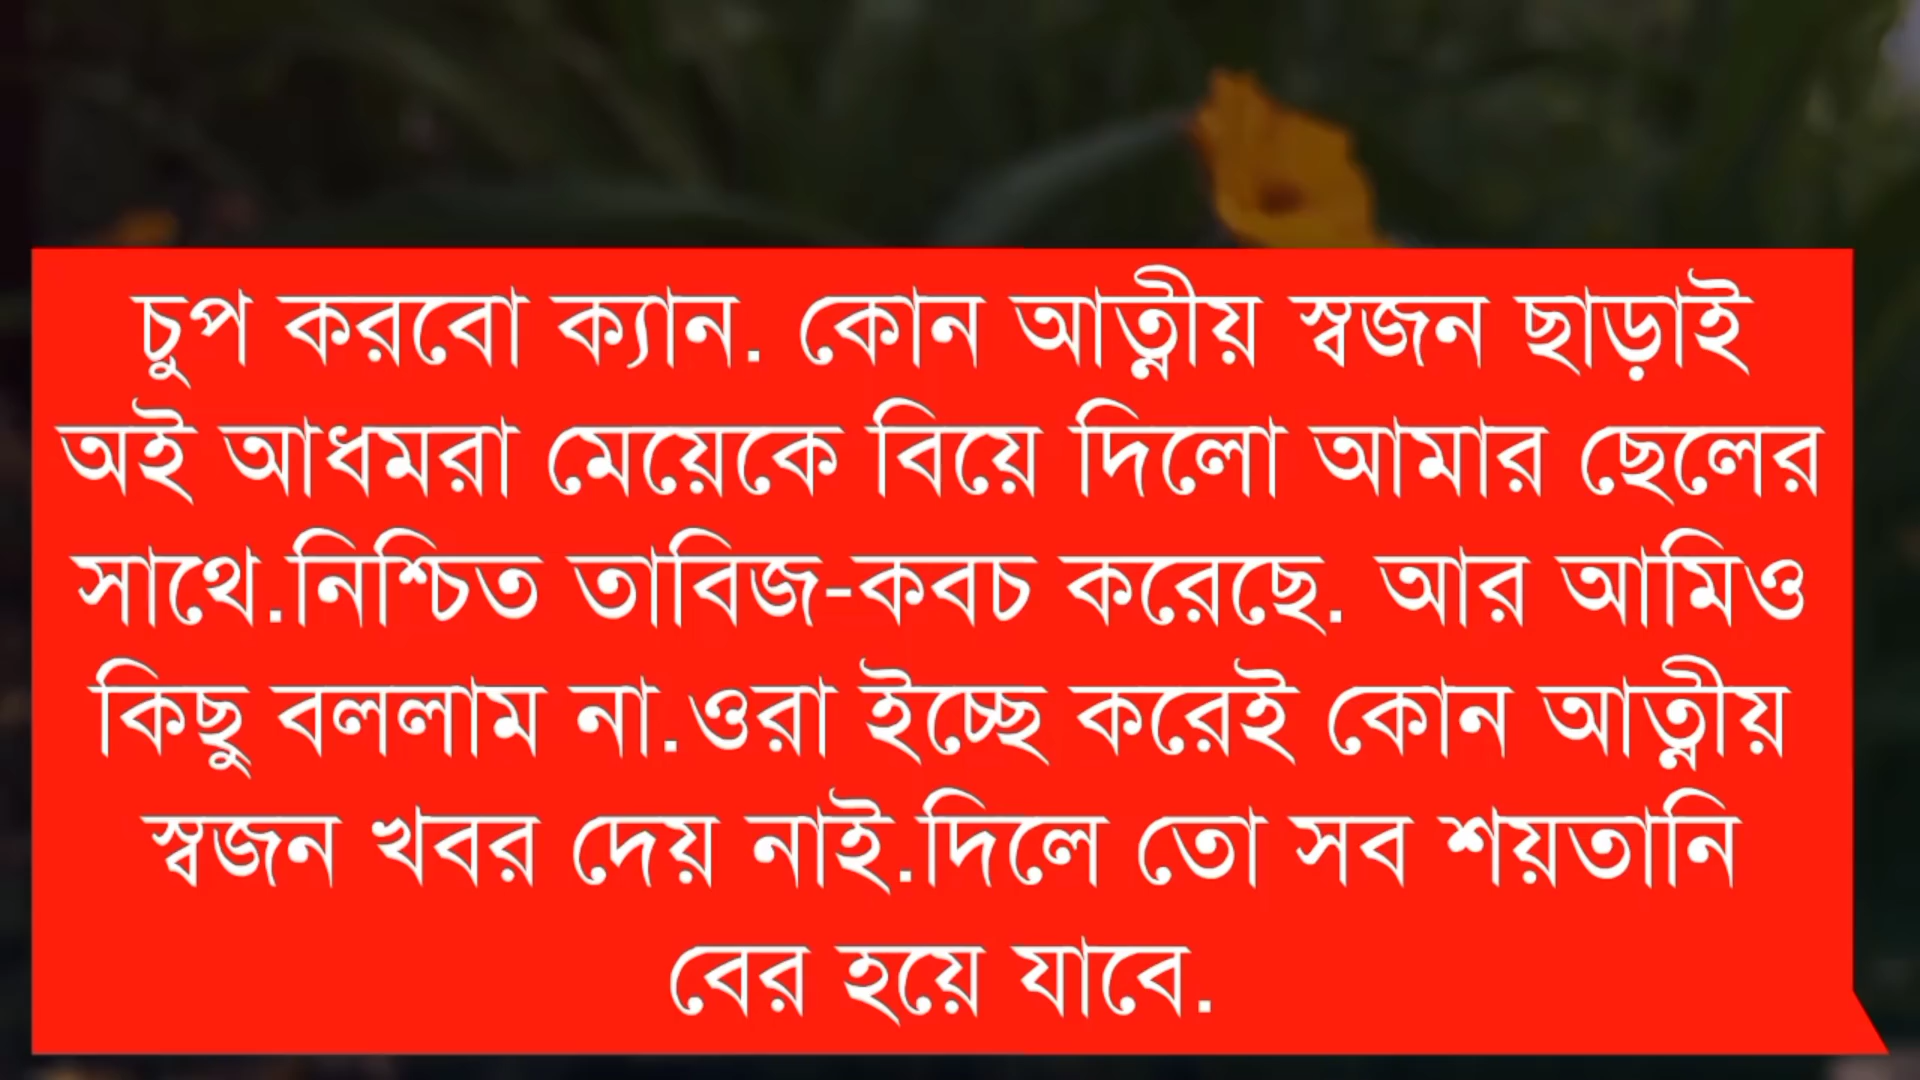 চুপ করবো ক্যান. কোন আত্নীয় স্বজন ছাড়াই
অই আধমরা মেয়েকে বিয়ে দিলো আমার ছেলের
সাথে.নিশ্চিত তাবিজ-কবচ করেছে. আর আমিও
কিছু বললাম না.ওরা ইচ্ছে করেই কোন আত্নীয়
স্বজন খবর দেয় নাই.দিলে তো সব শয়তানি
বের হয়ে যাবে.